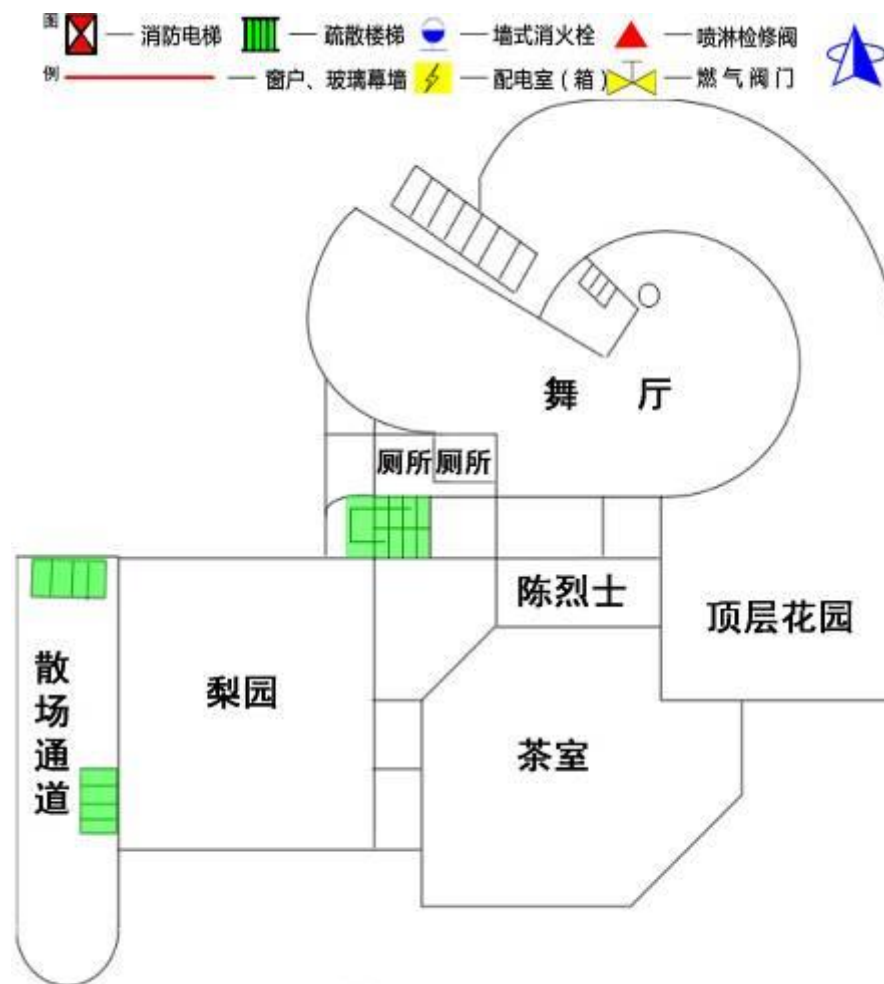 图 — 消防电梯 — 疏散楼梯 — 墙式消火栓 — 喷淋检修阀
例 — 窗户、玻璃幕墙 — 配电室（箱） — 燃气阀门
舞 厅
厕所 厕所
陈烈士
顶层花园
散场通道
梨园
茶室